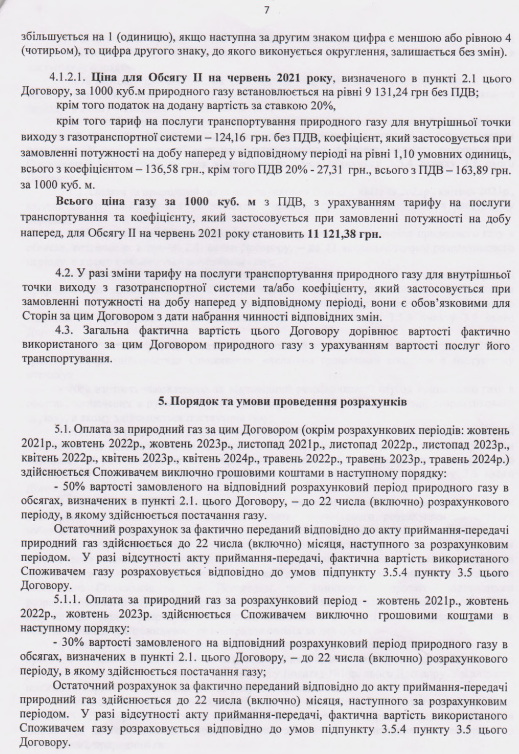 7
збільшується на 1 (одиницю), якщо наступна за другим знаком цифра є меншою або рівною 4
(чотирьом), то цифра другого знаку, до якого виконується округлення, залишається без змін).
4.1.2.1. Ціна для Обсягу ІІ на червень 2021 року, визначеного в пункті 2.1 цього
Договору, за 1000 куб.м природного газу встановлюється на рівні 9 131,24 грн без ПДВ;
крім того податок на додану вартість за ставкою 20%,
крім того тариф на послуги транспортування природного газу для внутрішньої точки
виходу з газотранспортної системи – 124,16 грн. без ПДВ, коефіцієнт, який застосовується при
замовленні потужності на добу наперед у відповідному періоді на рівні 1,10 умовних одиниць,
всього з коефіцієнтом – 136,58 грн., крім того ПДВ 20% - 27,31 грн., всього з ПДВ – 163,89 грн.
за 1000 куб. м.
Всього ціна газу за 1000 куб. м з ПДВ, з урахуванням тарифу на послуги
транспортування та коефіцієнту, який застосовується при замовленні потужності на добу
наперед, для Обсягу ІІ на червень 2021 року становить 11 121,38 грн.
4.2. У разі зміни тарифу на послуги транспортування природного газу для внутрішньої
точки виходу з газотранспортної системи та/або коефіцієнту, який застосовується при
замовленні потужності на добу наперед у відповідному періоді, вони є обов’язковими для
Сторін за цим Договором з дати набрання чинності відповідних змін.
4.3. Загальна фактична вартість цього Договору дорівнює вартості фактично
використаного за цим Договором природного газу з урахуванням вартості послуг його
транспортування.
5. Порядок та умови проведення розрахунків
5.1. Оплата за природний газ за цим Договором (окрім розрахункових періодів: жовтень
2021р., жовтень 2022р., жовтень 2023р., листопад 2021р., листопад 2022р., листопад 2023р.,
квітень 2022р., квітень 2023р., квітень 2024р., травень 2022р., травень 2023р., травень 2024р.)
здійснюється Споживачем виключно грошовими коштами в наступному порядку:
- 50% вартості замовленого на відповідний розрахунковий період природного газу в
обсягах, визначених в пункті 2.1. цього Договору, – до 22 числа (включно) розрахункового
періоду, в якому здійснюється постачання газу.
Остаточний розрахунок за фактично переданий відповідно до акту приймання-передачі
природний газ здійснюється до 22 числа (включно) місяця, наступного за розрахунковим
періодом. У разі відсутності акту приймання-передачі, фактична вартість використаного
Споживачем газу розраховується відповідно до умов підпункту 3.5.4 пункту 3.5 цього
Договору.
5.1.1. Оплата за природний газ за розрахунковий період - жовтень 2021р., жовтень
2022р., жовтень 2023р. здійснюється Споживачем виключно грошовими коштами в
наступному порядку:
- 30% вартості замовленого на відповідний розрахунковий період природного газу в
обсягах, визначених в пункті 2.1. цього Договору, – до 22 числа (включно) розрахункового
періоду, в якому здійснюється постачання газу;
Остаточний розрахунок за фактично переданий відповідно до акту приймання-передачі
природний газ здійснюється до 22 числа (включно) місяця, наступного за розрахунковим
періодом. У разі відсутності акту приймання-передачі, фактична вартість використаного
Споживачем газу розраховується відповідно до умов підпункту 3.5.4 пункту 3.5 цього
Договору.